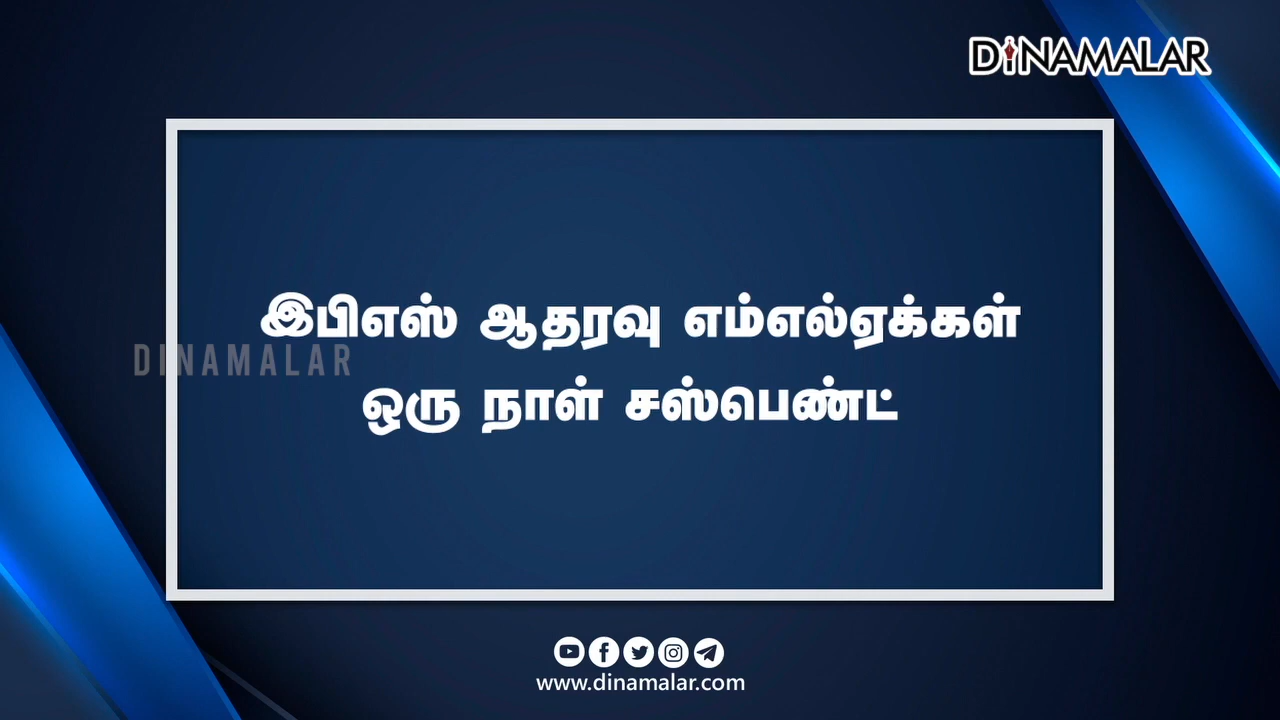 DINAMALAR
இபிஎஸ் ஆதரவு எம்எல்ஏக்கள்
DINAMALAR
ஒரு நாள் சஸ்பெண்ட்
www.dinamalar.com